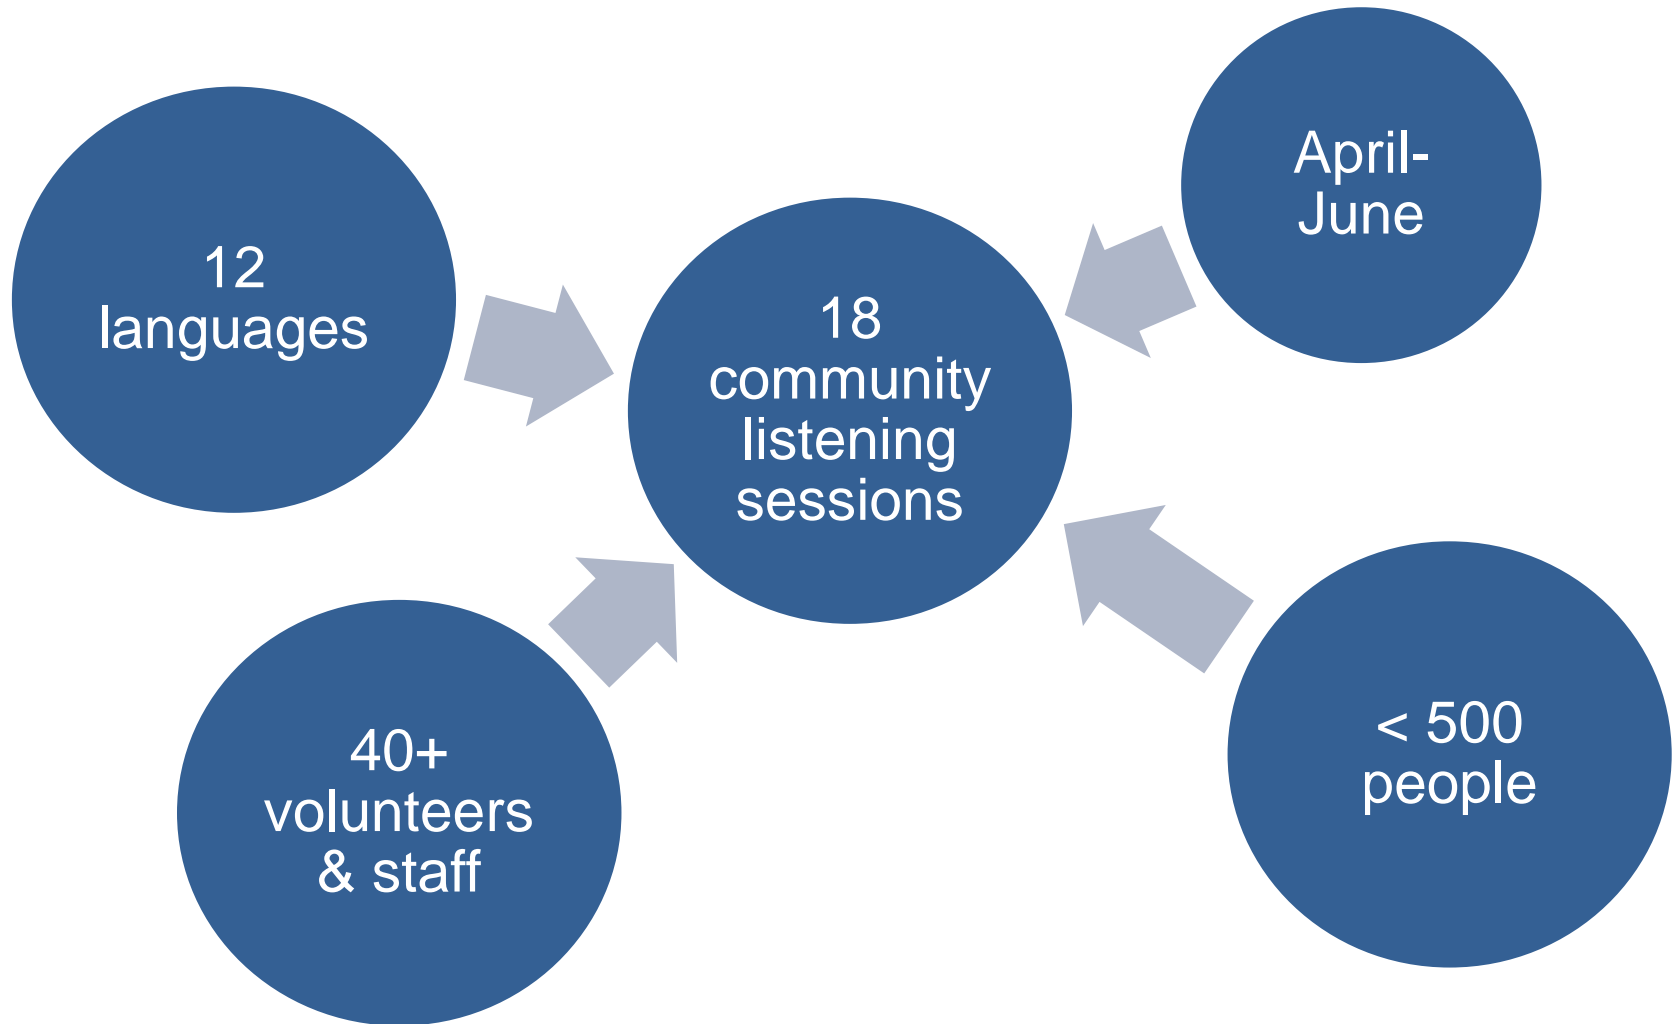 12
languages
April-
June
18
community
listening
sessions
40+
volunteers
& staff
< 500
people